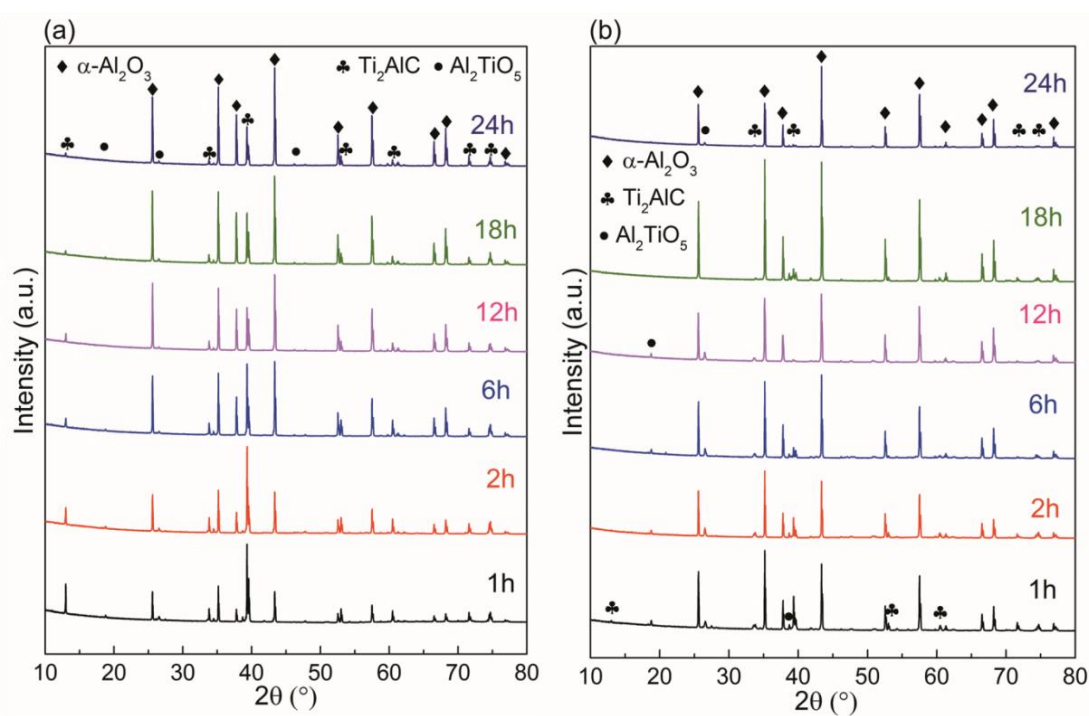 (a)
♦ α-Al₂O₃ ♣ Ti₂AlC ● Al₂TiO₅
24h
18h
12h
6h
2h
1h
Intensity (a.u.)
10 20 30 40 50 60 70 80
2θ (°)
(b)
24h
♦ α-Al₂O₃
♣ Ti₂AlC
● Al₂TiO₅
18h
12h
6h
2h
1h
Intensity (a.u.)
10 20 30 40 50 60 70 80
2θ (°)